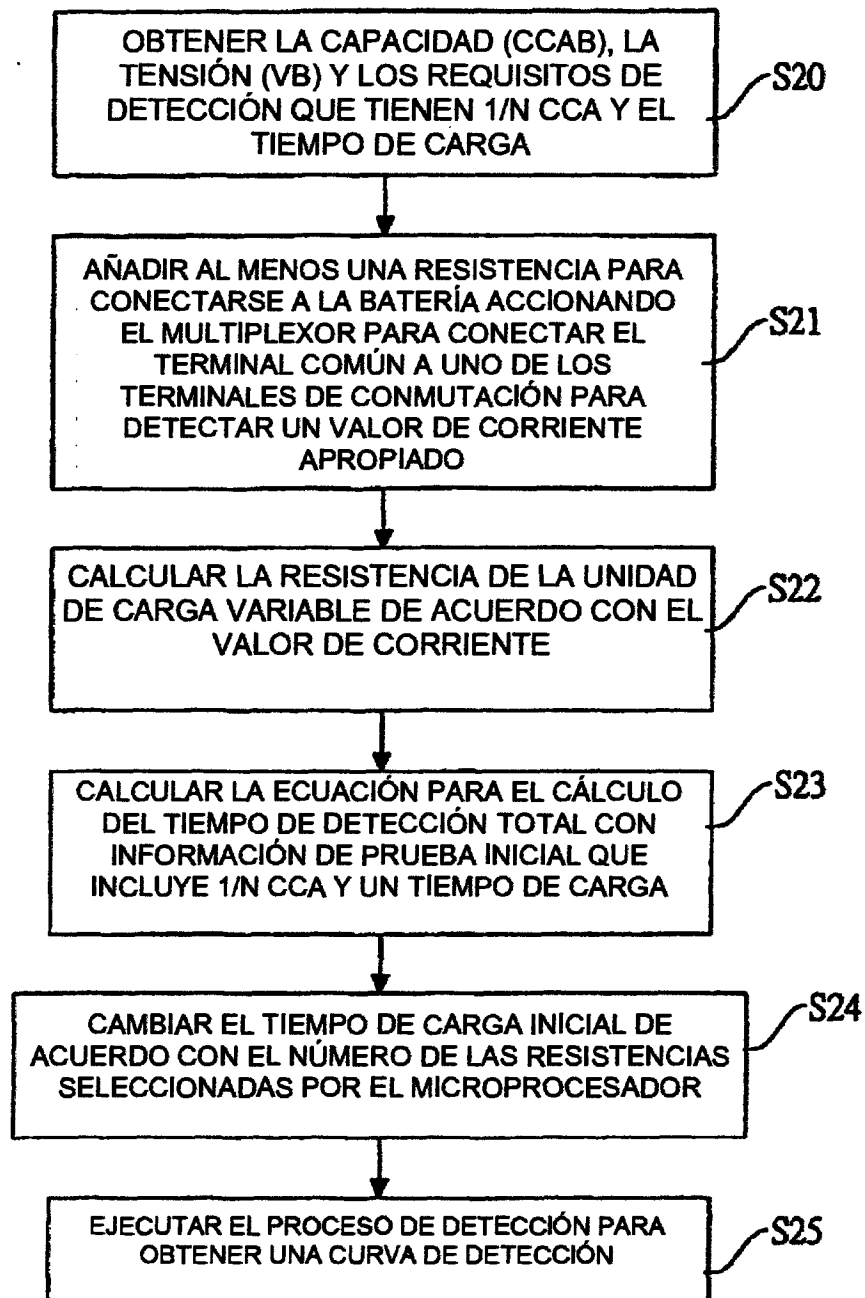 OBTENER LA CAPACIDAD (CCAB), LA
TENSIÓN (VB) Y LOS REQUISITOS DE
DETECCIÓN QUE TIENEN 1/N CCA Y EL
TIEMPO DE CARGA
S20
AÑADIR AL MENOS UNA RESISTENCIA PARA
CONECTARSE A LA BATERÍA ACCIONANDO
EL MULTIPLEXOR PARA CONECTAR EL
TERMINAL COMÚN A UNO DE LOS
TERMINALES DE CONMUTACIÓN PARA
DETECTAR UN VALOR DE CORRIENTE
APROPIADO
S21
CALCULAR LA RESISTENCIA DE LA UNIDAD
DE CARGA VARIABLE DE ACUERDO CON EL
VALOR DE CORRIENTE
S22
CALCULAR LA ECUACIÓN PARA EL CÁLCULO
DEL TIEMPO DE DETECCIÓN TOTAL CON
INFORMACIÓN DE PRUEBA INICIAL QUE
INCLUYE 1/N CCA Y UN TIEMPO DE CARGA
S23
CAMBIAR EL TIEMPO DE CARGA INICIAL DE
ACUERDO CON EL NÚMERO DE LAS RESISTENCIAS
SELECCIONADAS POR EL MICROPROCESADOR
S24
EJECUTAR EL PROCESO DE DETECCIÓN PARA
OBTENER UNA CURVA DE DETECCIÓN
S25